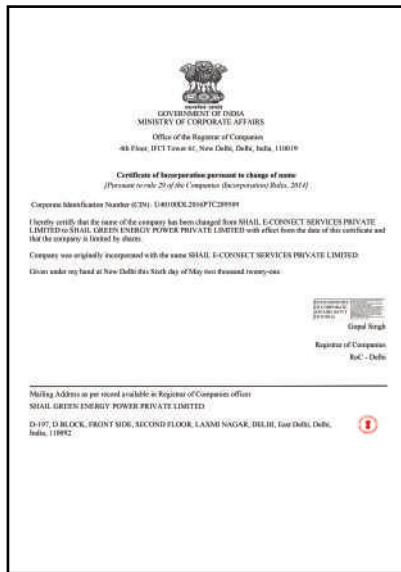 GOVERNMENT OF INDIA
MINISTRY OF CORPORATE AFFAIRS
Office of the Registrar of Companies
4th Floor, IFCI Tower 61, New Delhi, Delhi, India, 110019
Certificate of Incorporation pursuant to change of name
[Pursuant to rule 29 of the Companies (Incorporation) Rules, 2014]
Corporate Identification Number (CIN): U40100DL2016PTC289589
I hereby certify that the name of the company has been changed from SHAIL E-CONNECT SERVICES PRIVATE
LIMITED to SHAIL GREEN ENERGY POWER PRIVATE LIMITED with effect from the date of this certificate and
that the company is limited by shares.
Company was originally incorporated with the name SHAIL E-CONNECT SERVICES PRIVATE LIMITED
Given under my hand at New Delhi this Sixth day of May two thousand twenty-one
Gopal Singh
Registrar of Companies
RoC - Delhi
Mailing Address as per record available in Registrar of Companies office:
SHAIL GREEN ENERGY POWER PRIVATE LIMITED
D-197, D BLOCK, FRONT SIDE, SECOND FLOOR, LAXMI NAGAR, DELHI, East Delhi, Delhi,
India, 110092